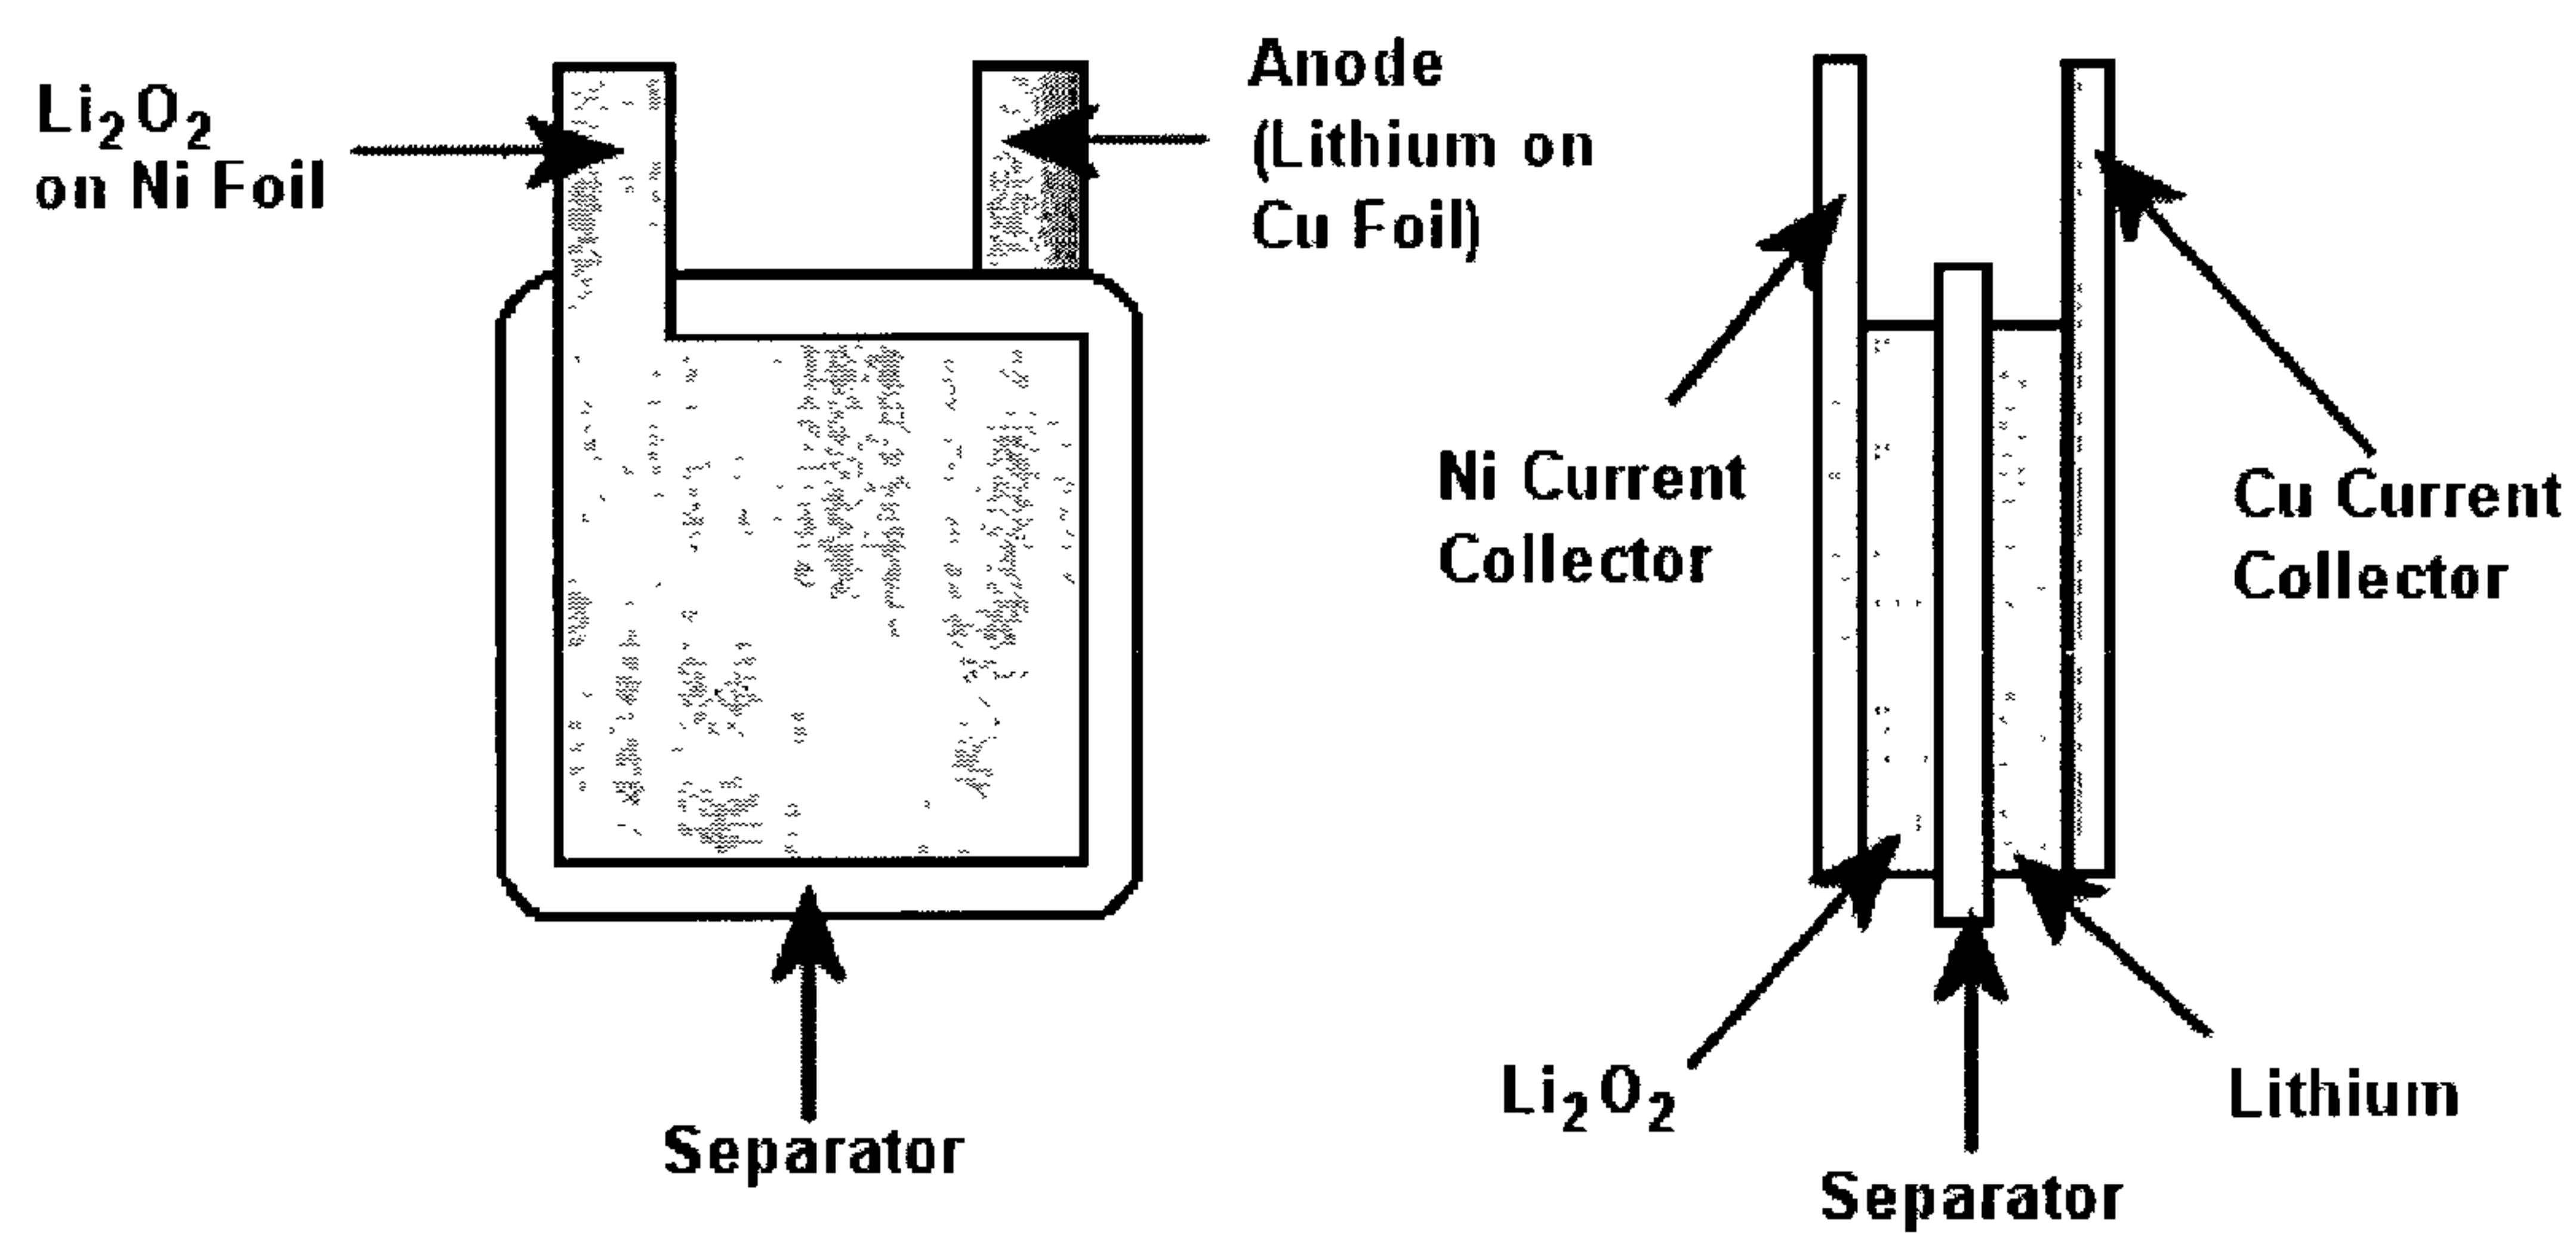 Li₂O₂
on Ni Foil
Anode
(Lithium on
Cu Foil)
Separator
Ni Current
Collector
Cu Current
Collector
Li₂O₂
Lithium
Separator